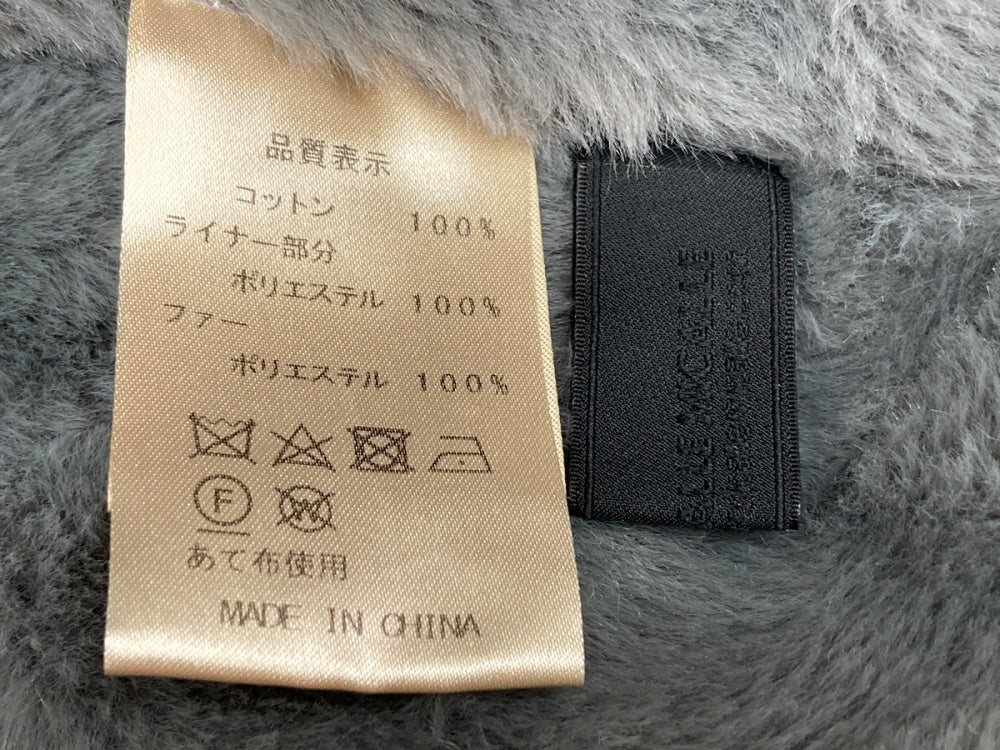 品質表示
コットン 100%
ライナー部分
ポリエステル 100%
ファー
ポリエステル 100%
F
W
あて布使用
MADE IN CHINA